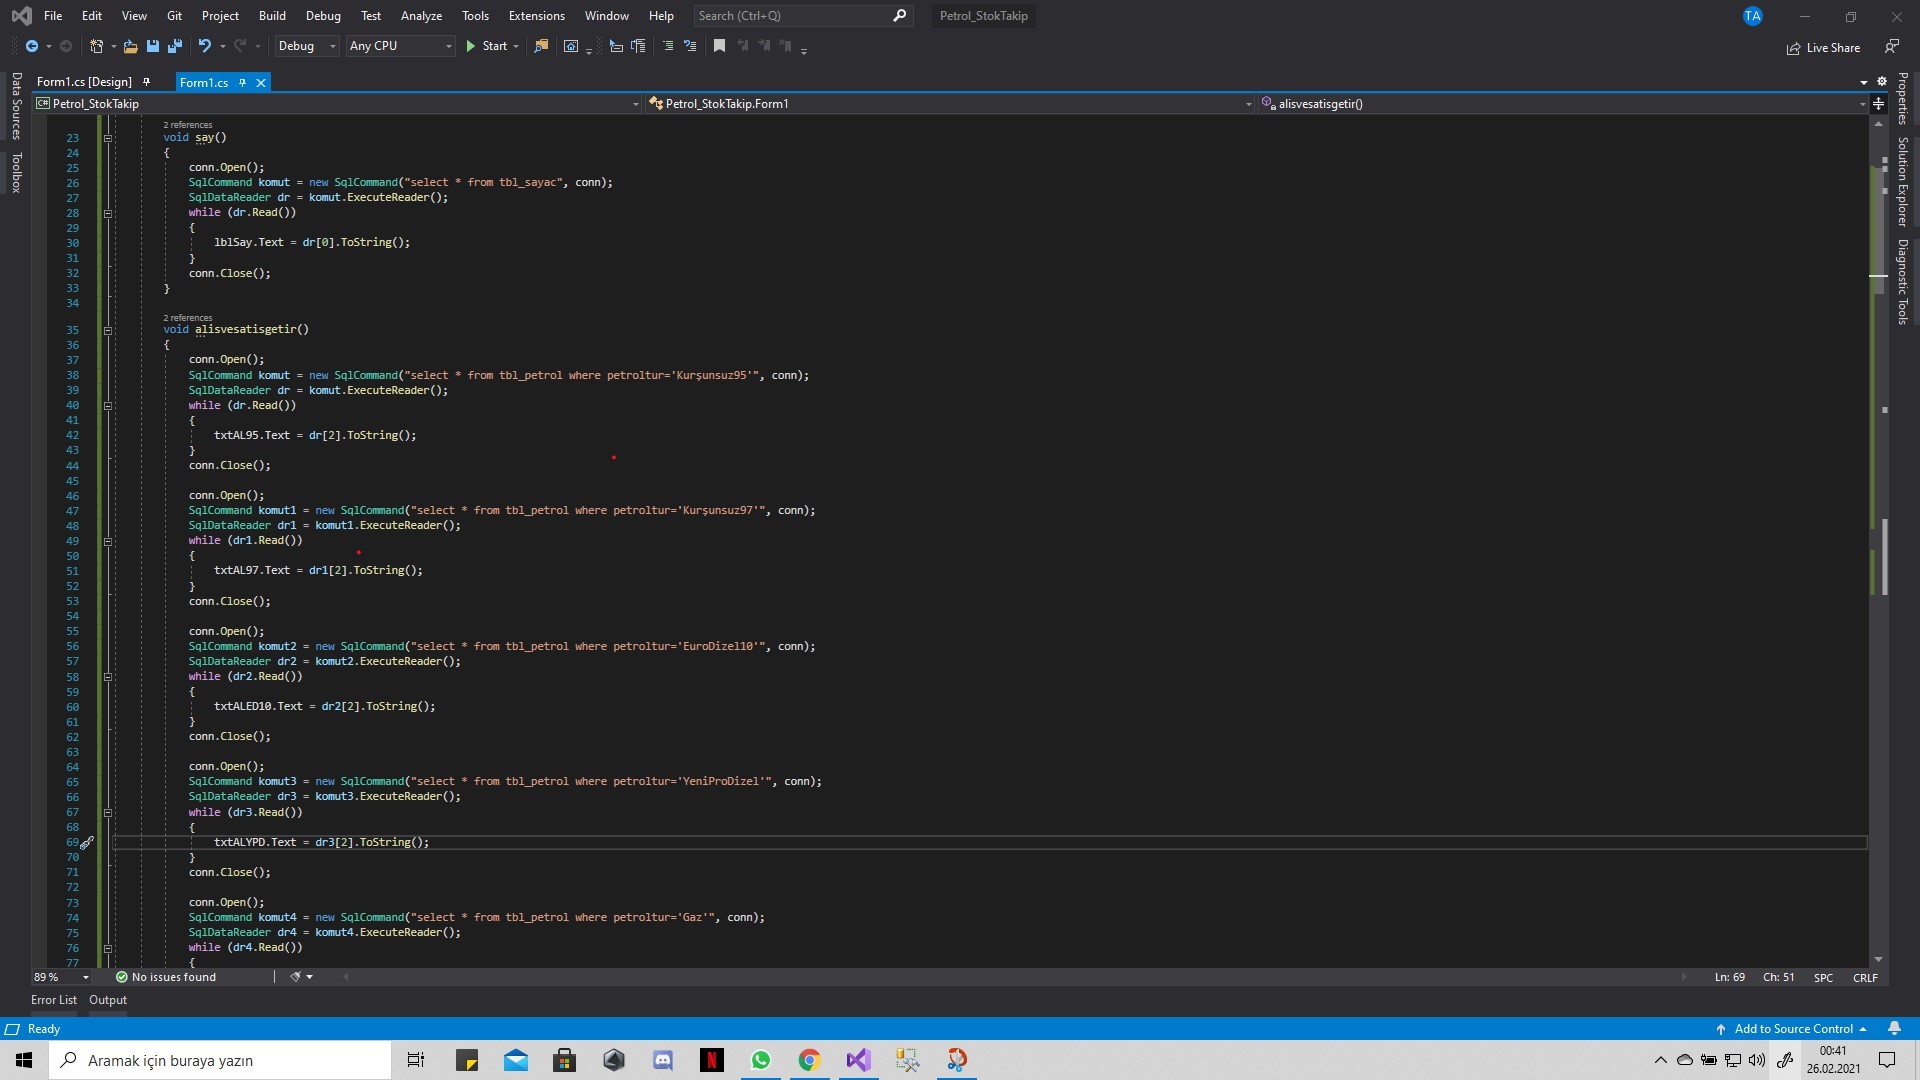 File Edit View Git Project Build Debug Test Analyze Tools Extensions Window Help Search (Ctrl+Q) Petrol_StokTakip TA
Debug Any CPU Start Live Share
Form1.cs [Design] Form1.cs
C# Petrol_StokTakip Petrol_StokTakip.Form1 alisvesatisgetir()
Data Sources
Toolbox
Properties
Solution Explorer
Diagnostic Tools
2 references
23 void say()
24 {
25 conn.Open();
26 SqlCommand komut = new SqlCommand("select * from tbl_sayac", conn);
27 SqlDataReader dr = komut.ExecuteReader();
28 while (dr.Read())
29 {
30 lblSay.Text = dr[0].ToString();
31 }
32 conn.Close();
33 }
34
2 references
35 void alisvesatisgetir()
36 {
37 conn.Open();
38 SqlCommand komut = new SqlCommand("select * from tbl_petrol where petroltur='Kurşunsuz95'", conn);
39 SqlDataReader dr = komut.ExecuteReader();
40 while (dr.Read())
41 {
42 txtAL95.Text = dr[2].ToString();
43 }
44 conn.Close();
45
46 conn.Open();
47 SqlCommand komut1 = new SqlCommand("select * from tbl_petrol where petroltur='Kurşunsuz97'", conn);
48 SqlDataReader dr1 = komut1.ExecuteReader();
49 while (dr1.Read())
50 {
51 txtAL97.Text = dr1[2].ToString();
52 }
53 conn.Close();
54
55 conn.Open();
56 SqlCommand komut2 = new SqlCommand("select * from tbl_petrol where petroltur='EuroDizel10'", conn);
57 SqlDataReader dr2 = komut2.ExecuteReader();
58 while (dr2.Read())
59 {
60 txtALED10.Text = dr2[2].ToString();
61 }
62 conn.Close();
63
64 conn.Open();
65 SqlCommand komut3 = new SqlCommand("select * from tbl_petrol where petroltur='YeniProDizel'", conn);
66 SqlDataReader dr3 = komut3.ExecuteReader();
67 while (dr3.Read())
68 {
69 txtALYPD.Text = dr3[2].ToString();
70 }
71 conn.Close();
72
73 conn.Open();
74 SqlCommand komut4 = new SqlCommand("select * from tbl_petrol where petroltur='Gaz'", conn);
75 SqlDataReader dr4 = komut4.ExecuteReader();
76 while (dr4.Read())
77 {
89 % No issues found Ln: 69 Ch: 51 SPC CRLF
Error List Output
Ready Add to Source Control
Aramak için buraya yazın
N
00:41
26.02.2021